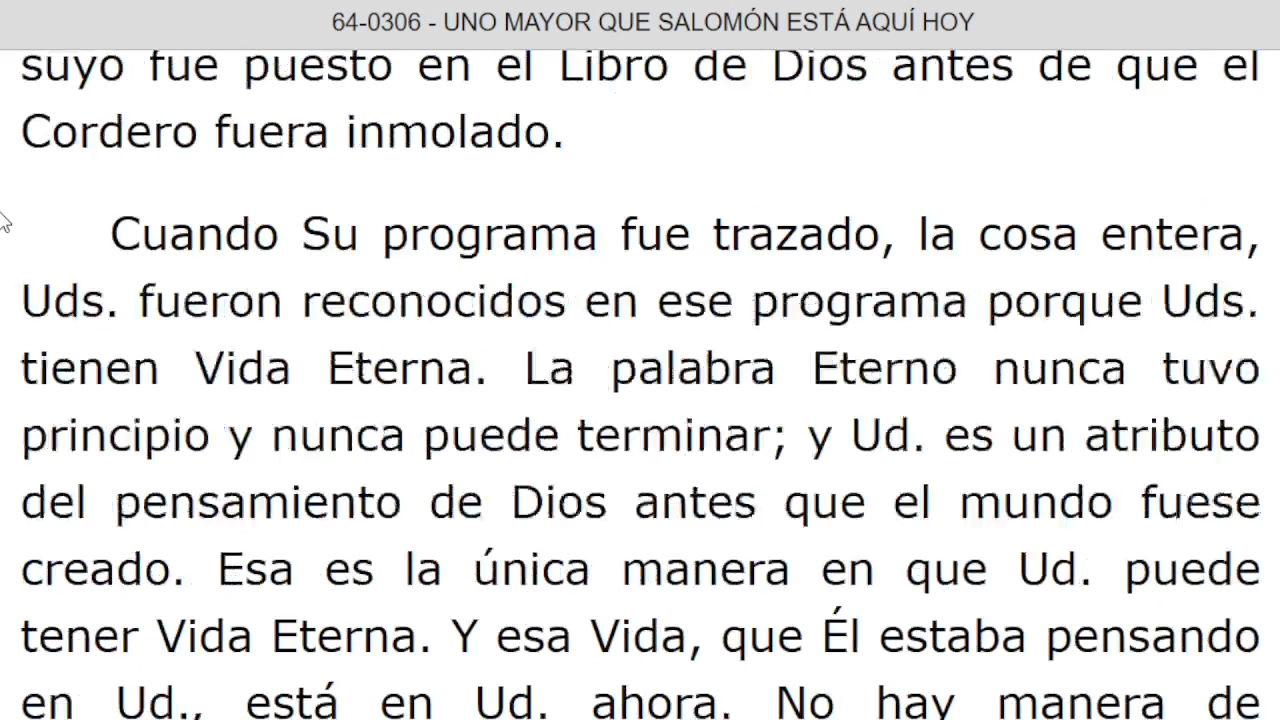 64-0306 - UNO MAYOR QUE SALOMÓN ESTÁ AQUÍ HOY
suyo fue puesto en el Libro de Dios antes de que el
Cordero fuera inmolado.
Cuando Su programa fue trazado, la cosa entera,
Uds. fueron reconocidos en ese programa porque Uds.
tienen Vida Eterna. La palabra Eterno nunca tuvo
principio y nunca puede terminar; y Ud. es un atributo
del pensamiento de Dios antes que el mundo fuese
creado. Esa es la única manera en que Ud. puede
tener Vida Eterna. Y esa Vida, que Él estaba pensando
en Ud., está en Ud. ahora. No hay manera de